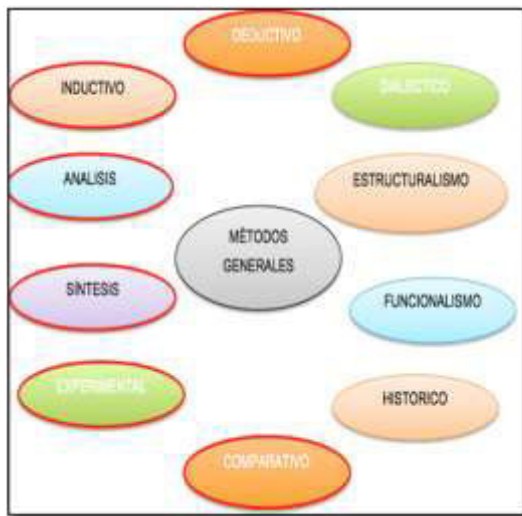 DEDUCTIVO
INDUCTIVO
DIALECTICO
ANALISIS
ESTRUCTURALISMO
MÉTODOS
GENERALES
SÍNTESIS
FUNCIONALISMO
EXPERIMENTAL
HISTORICO
COMPARATIVO